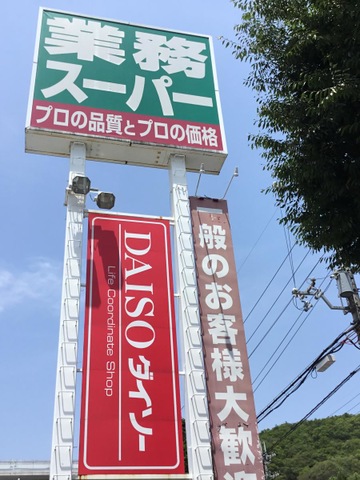 業務
スーパー
プロの品質とプロの価格
DAISO ダイソー
Life Coordinate Shop
般のお客様大歓